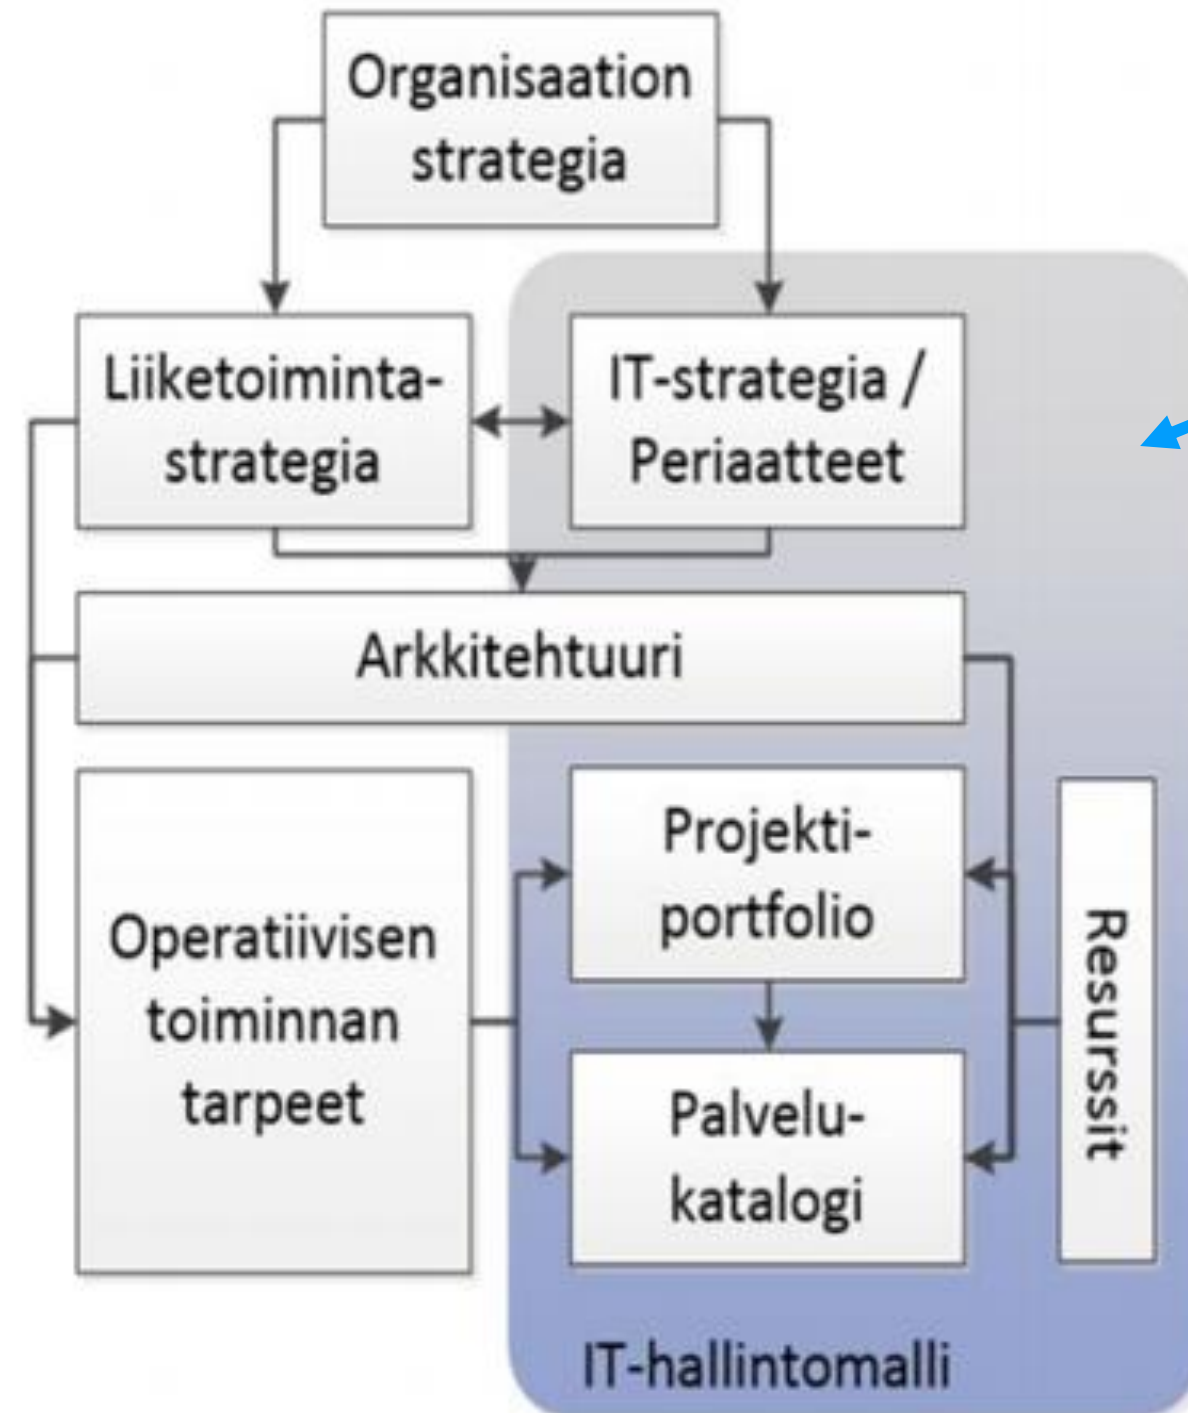 Organisaation
strategia
Liiketoiminta-
strategia
IT-strategia /
Periaatteet
Arkkitehtuuri
Operatiivisen
toiminnan
tarpeet
Projekti-
portfolio
Palvelu-
katalogi
Resurssit
IT-hallintomalli